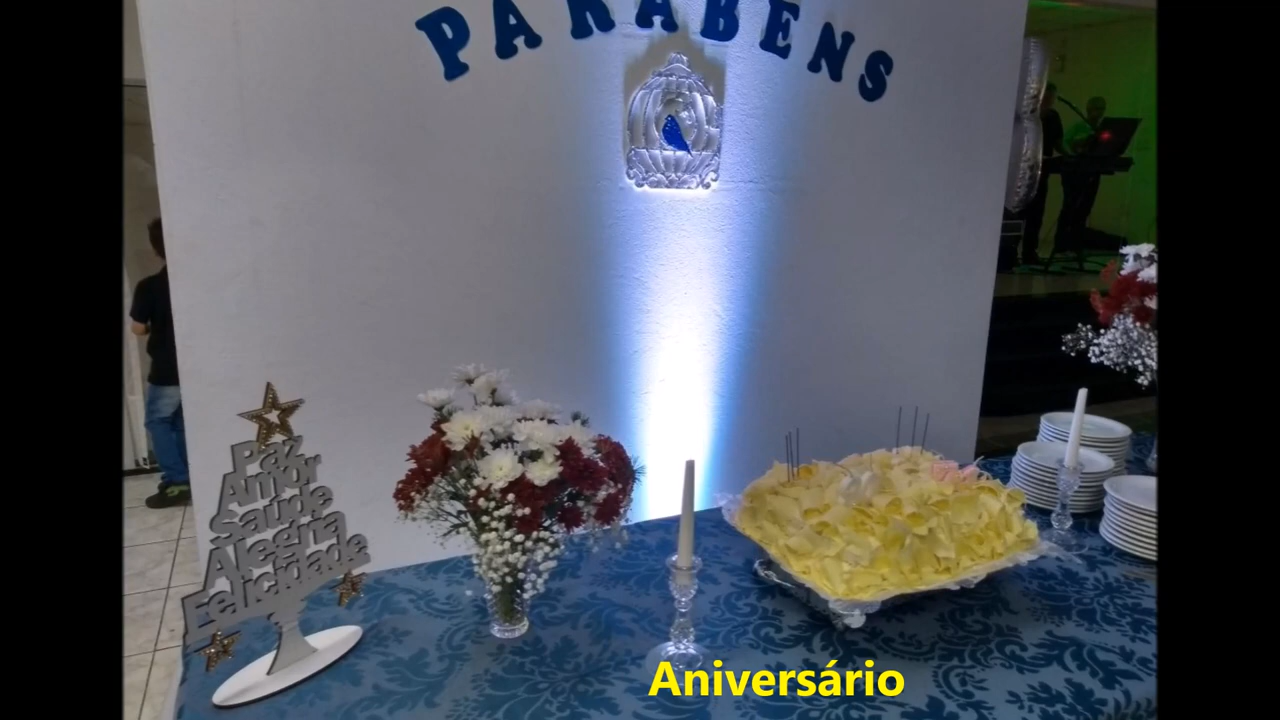 PARABÉNS
Paz
Amor
Saúde
Alegria
Felicidade
Aniversário